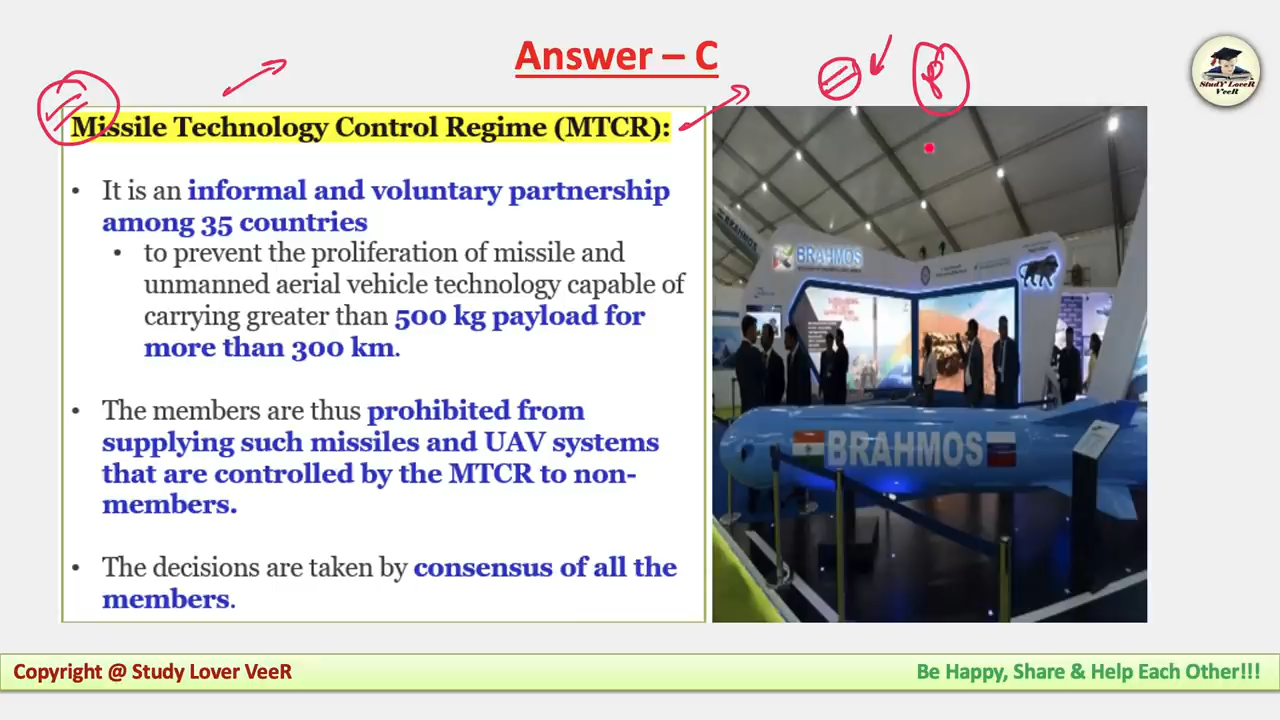 Answer – C
Study LoveR
VeeR
Missile Technology Control Regime (MTCR):
• It is an informal and voluntary partnership
among 35 countries
• to prevent the proliferation of missile and
unmanned aerial vehicle technology capable of
carrying greater than 500 kg payload for
more than 300 km.
• The members are thus prohibited from
supplying such missiles and UAV systems
that are controlled by the MTCR to non-
members.
• The decisions are taken by consensus of all the
members.
BRAHMOS
BRAHMOS
BRAHMOS
Copyright @ Study Lover VeeR
Be Happy, Share & Help Each Other!!!